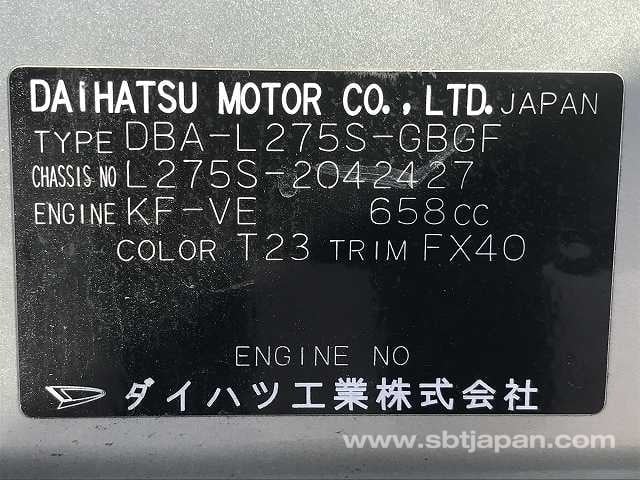 DAIHATSU MOTOR CO., LTD. JAPAN
TYPE DBA-L275S-GBGF
CHASSIS NO L275S-2042427
ENGINE KF-VE 658CC
COLOR T23 TRIM FX40
ENGINE NO
ダイハツ工業株式会社
www.sbtjapan.com